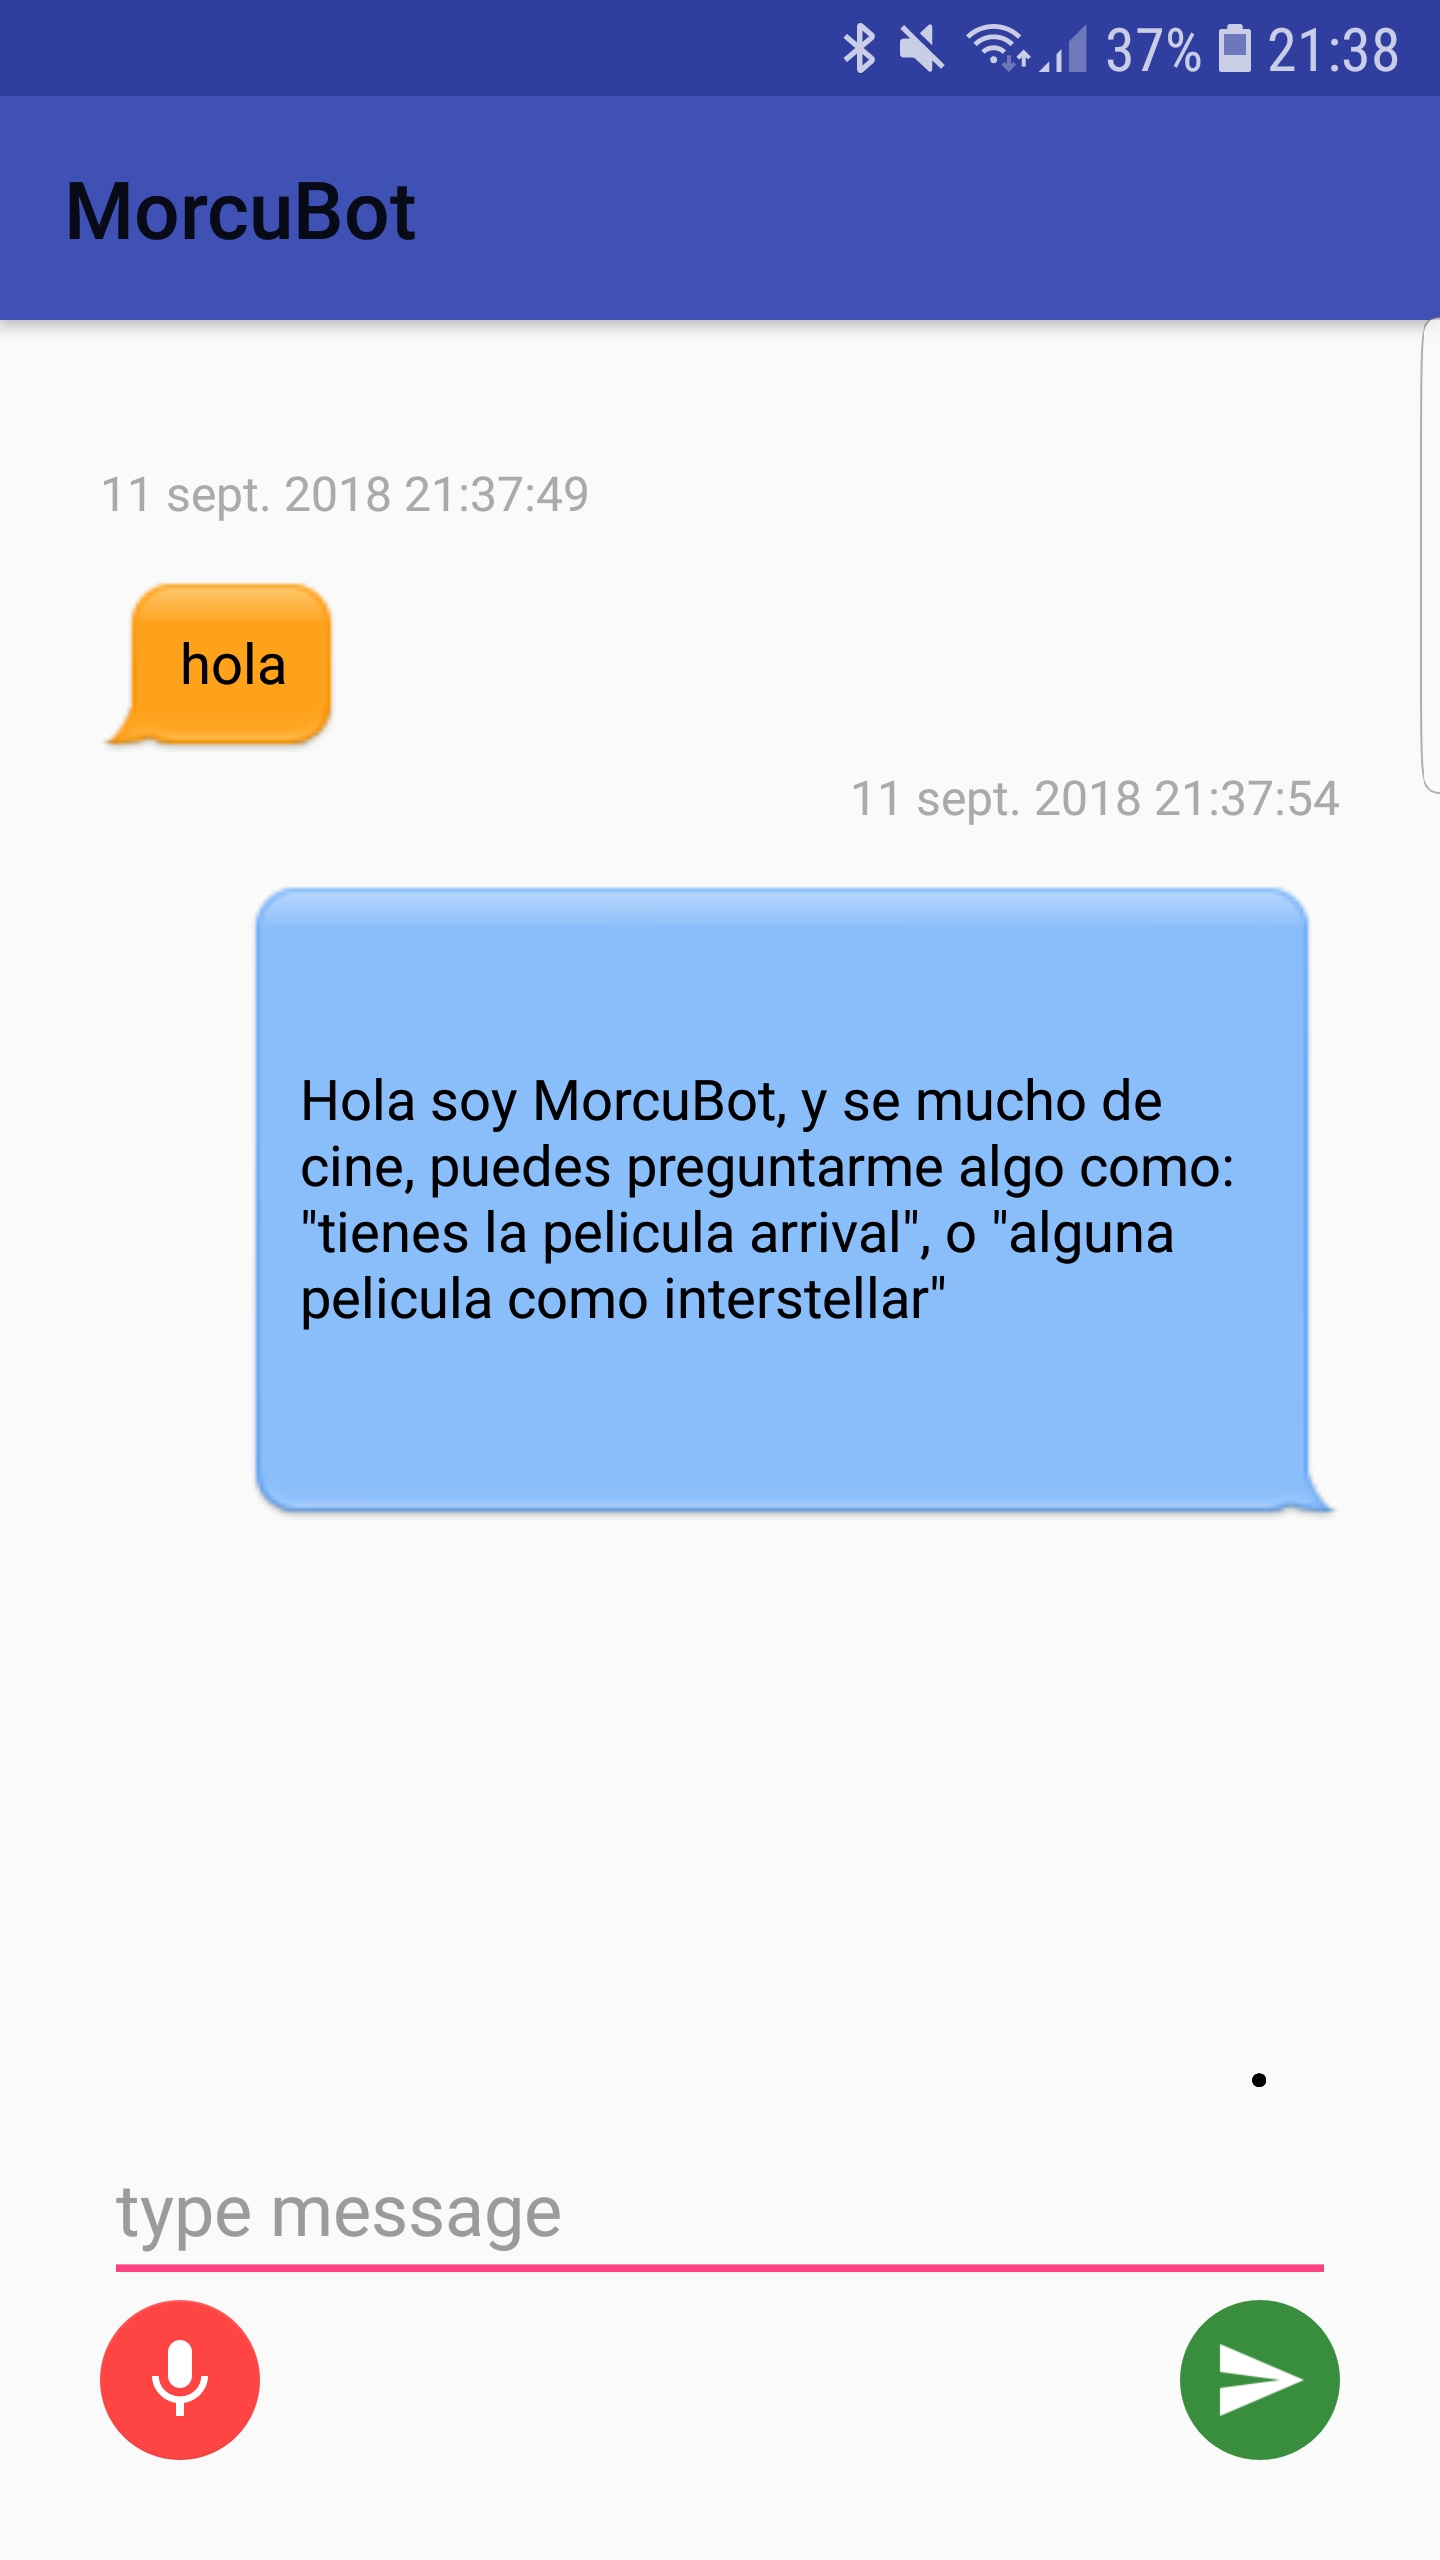 37% 21:38
MorcuBot
11 sept. 2018 21:37:49
hola
11 sept. 2018 21:37:54
Hola soy MorcuBot, y se mucho de
cine, puedes preguntarme algo como:
"tienes la pelicula arrival", o "alguna
pelicula como interstellar"
type message